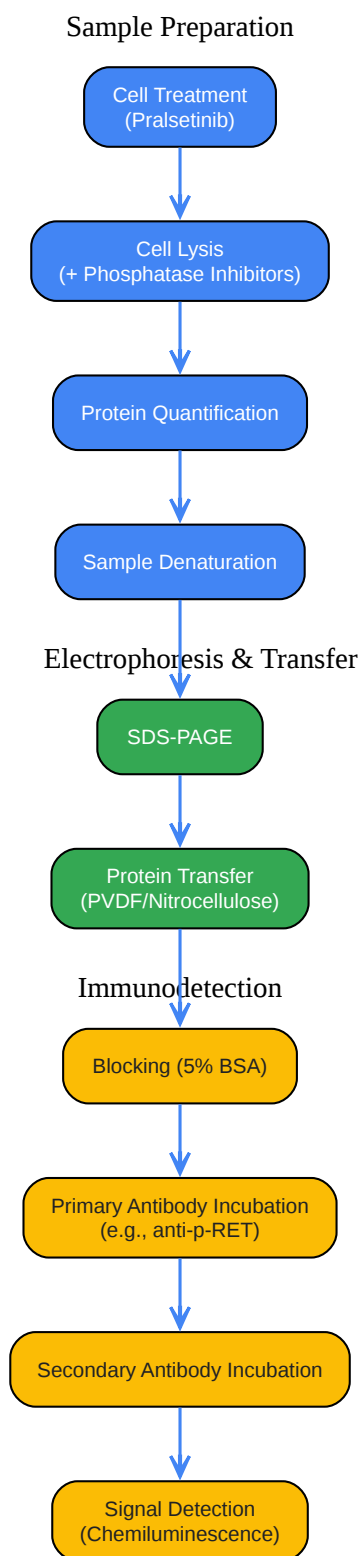 Sample Preparation
Cell Treatment
(Pralsetinib)
Cell Lysis
(+ Phosphatase Inhibitors)
Protein Quantification
Sample Denaturation
Electrophoresis & Transfer
SDS-PAGE
Protein Transfer
(PVDF/Nitrocellulose)
Immunodetection
Blocking (5% BSA)
Primary Antibody Incubation
(e.g., anti-p-RET)
Secondary Antibody Incubation
Signal Detection
(Chemiluminescence)